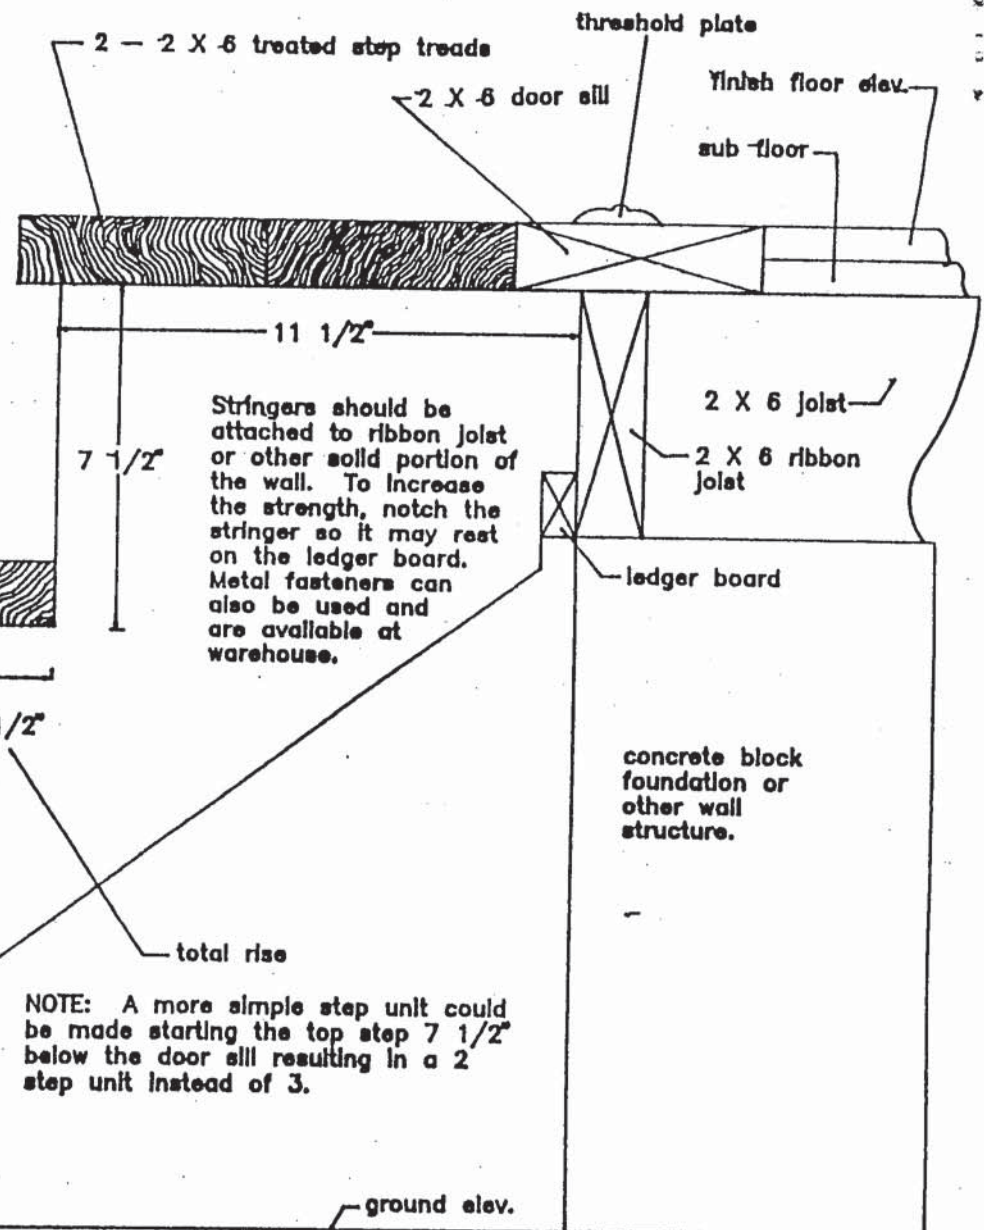 threshold plate
2 - 2 X 6 treated step treads
2 X 6 door sill
finish floor elev.
sub floor
11 1/2"
7 1/2"
Stringers should be
attached to ribbon joist
or other solid portion of
the wall. To increase
the strength, notch the
stringer so it may rest
on the ledger board.
Metal fasteners can
also be used and
are available at
warehouse.
2 X 6 joist
2 X 6 ribbon
joist
ledger board
/2"
concrete block
foundation or
other wall
structure.
total rise
NOTE: A more simple step unit could
be made starting the top step 7 1/2"
below the door sill resulting in a 2
step unit instead of 3.
ground elev.